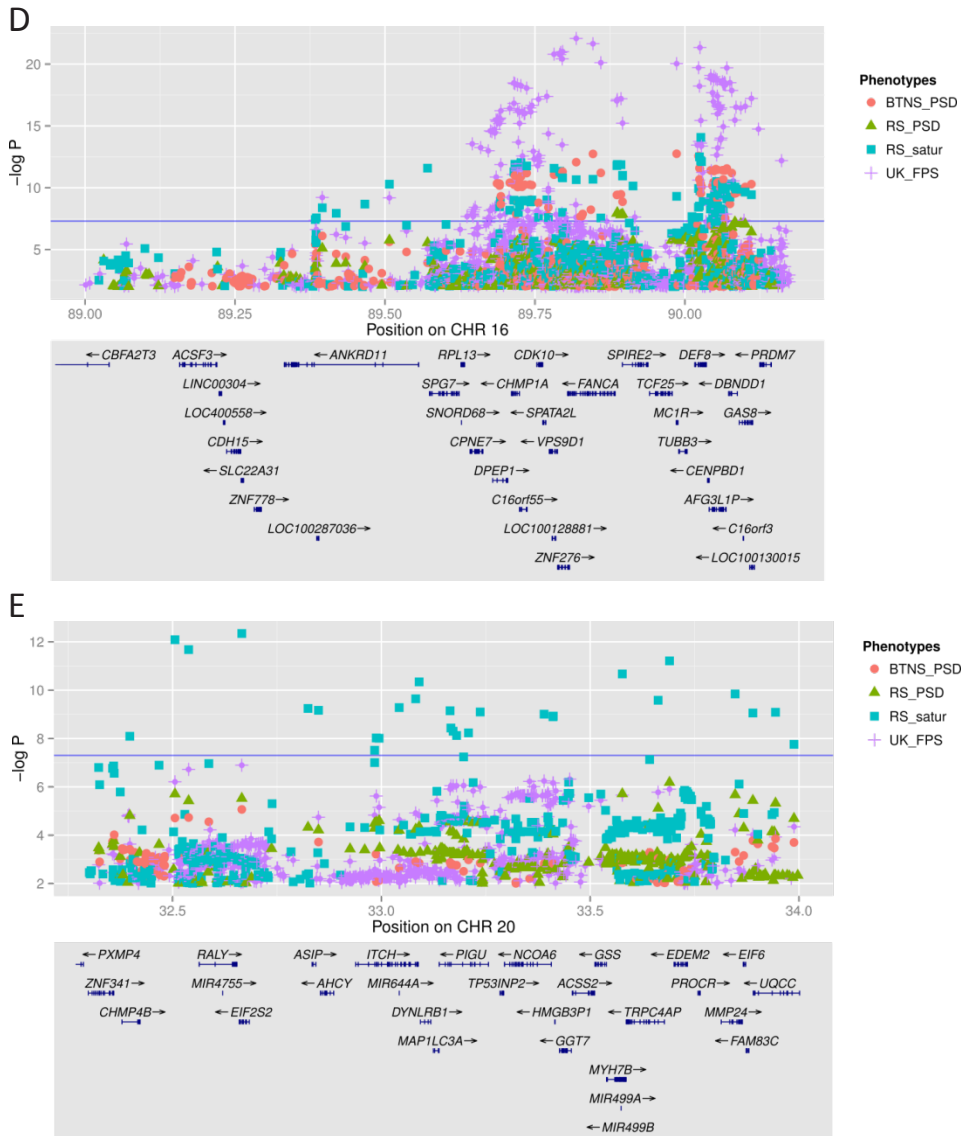 D
20
15
10
5
−log P
89.00 89.25 89.50 89.75 90.00
Position on CHR 16
Phenotypes
BTNS_PSD
RS_PSD
RS_satur
UK_FPS
←CBFA2T3 ACSF3→ ←ANKRD11 RPL13→ CDK10→ SPIRE2→ DEF8→ ←PRDM7
SPG7→ ←CHMP1A ←FANCA TCF25→ ←DBNDD1
LINC00304→ SNORD68→ ←SPATA2L MC1R→ GAS8→
LOC400558→ CPNE7→ ←VPS9D1 TUBB3→
CDH15→ DPEP1→ ←CENPBD1
←SLC22A31 C16orf55→ AFG3L1P→
ZNF778→ LOC100128881→ ←C16orf3
LOC100287036→ ZNF276→ ←LOC100130015
E
12
10
8
6
4
2
−log P
32.5 33.0 33.5 34.0
Position on CHR 20
Phenotypes
BTNS_PSD
RS_PSD
RS_satur
UK_FPS
←PXMP4 RALY→ ASIP→ ITCH→ ←PIGU ←NCOA6 ←GSS ←EDEM2 ←EIF6
ZNF341→ MIR4755→ ←AHCY MIR644A→ TP53INP2→ ACSS2→ PROCR→ ←UQCC
CHMP4B→ ←EIF2S2 DYNLRB1→ ←HMGB3P1 ←TRPC4AP MMP24→
MAP1LC3A→ ←GGT7 ←FAM83C
MYH7B→
MIR499A→
←MIR499B